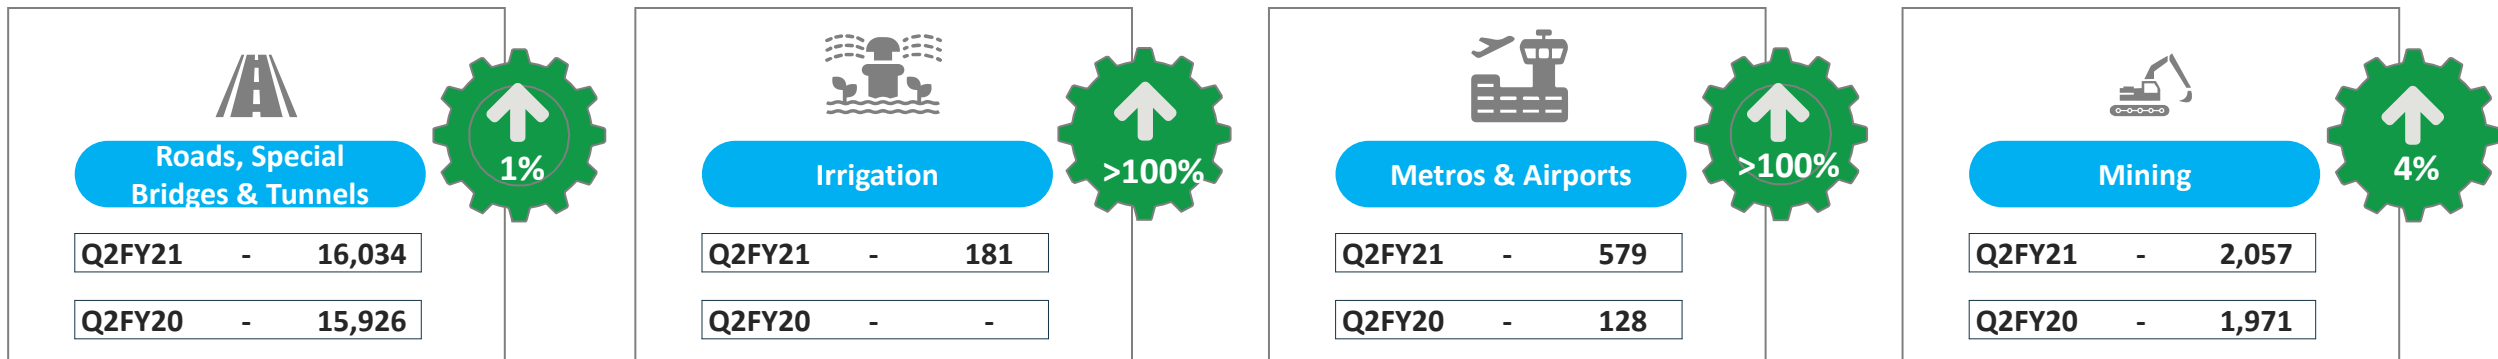 Roads, Special
Bridges & Tunnels
1%
Q2FY21 - 16,034
Q2FY20 - 15,926
Irrigation
>100%
Q2FY21 - 181
Q2FY20 - -
Metros & Airports
>100%
Q2FY21 - 579
Q2FY20 - 128
Mining
4%
Q2FY21 - 2,057
Q2FY20 - 1,971